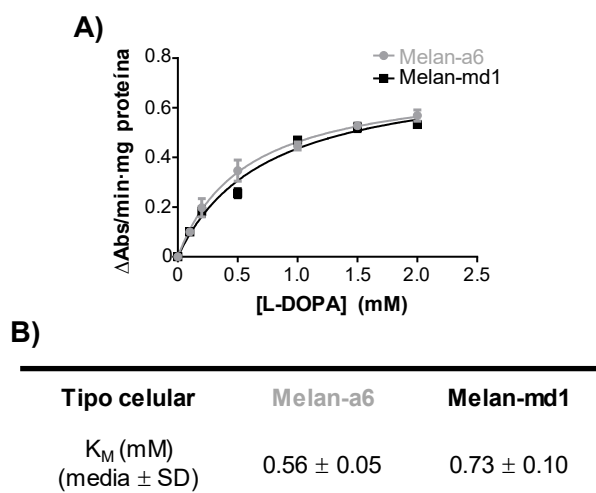 A)
0.8
0.6
0.4
0.2
0
0
0.5
1.0
1.5
2.0
2.5
ΔAbs/min·mg proteína
[L-DOPA] (mM)
Melan-a6
Melan-md1
B)
Tipo celular Melan-a6 Melan-md1
K_M (mM)
(media ± SD) 0.56 ± 0.05 0.73 ± 0.10